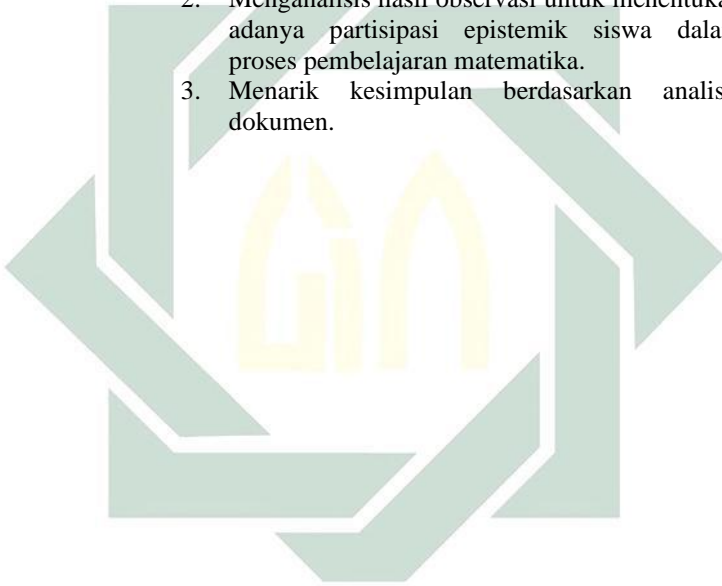 2. Menganalisis hasil observasi untuk menentuka
adanya partisipasi epistemik siswa dala
proses pembelajaran matematika.
3. Menarik kesimpulan berdasarkan analis
dokumen.